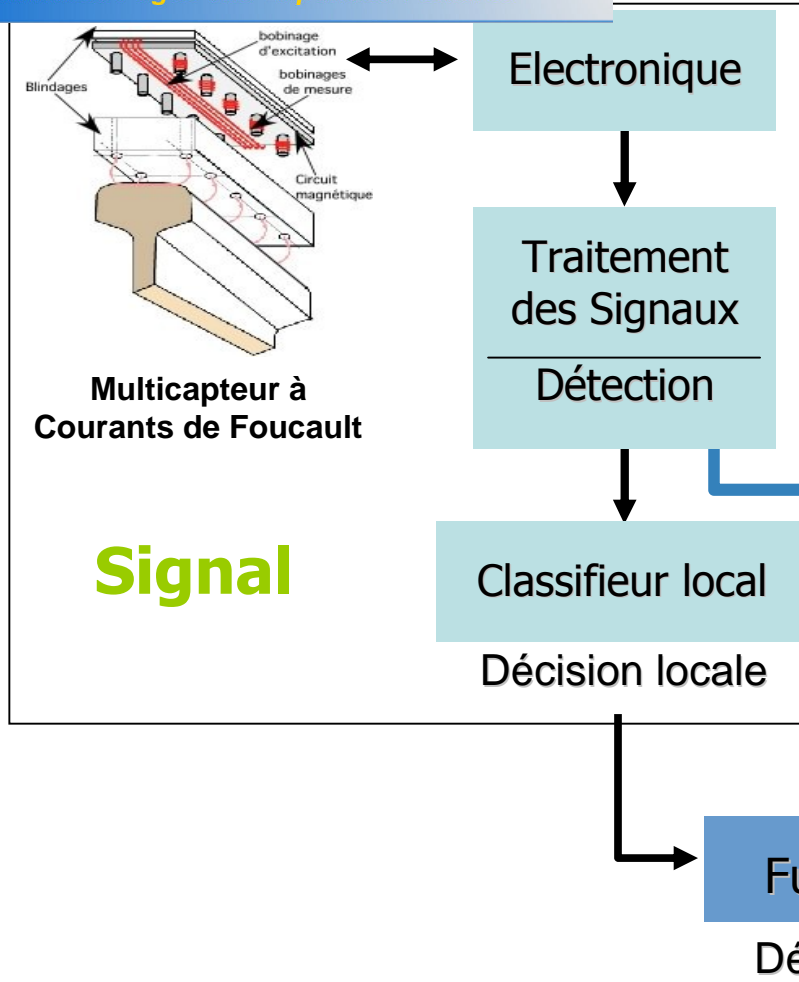 bobinage
d'excitation
bobinages
de mesure
Blindages
Circuit
magnétique
Multicapteur à
Courants de Foucault
Signal
Electronique
Traitement
des Signaux
Détection
Classifieur local
Décision locale